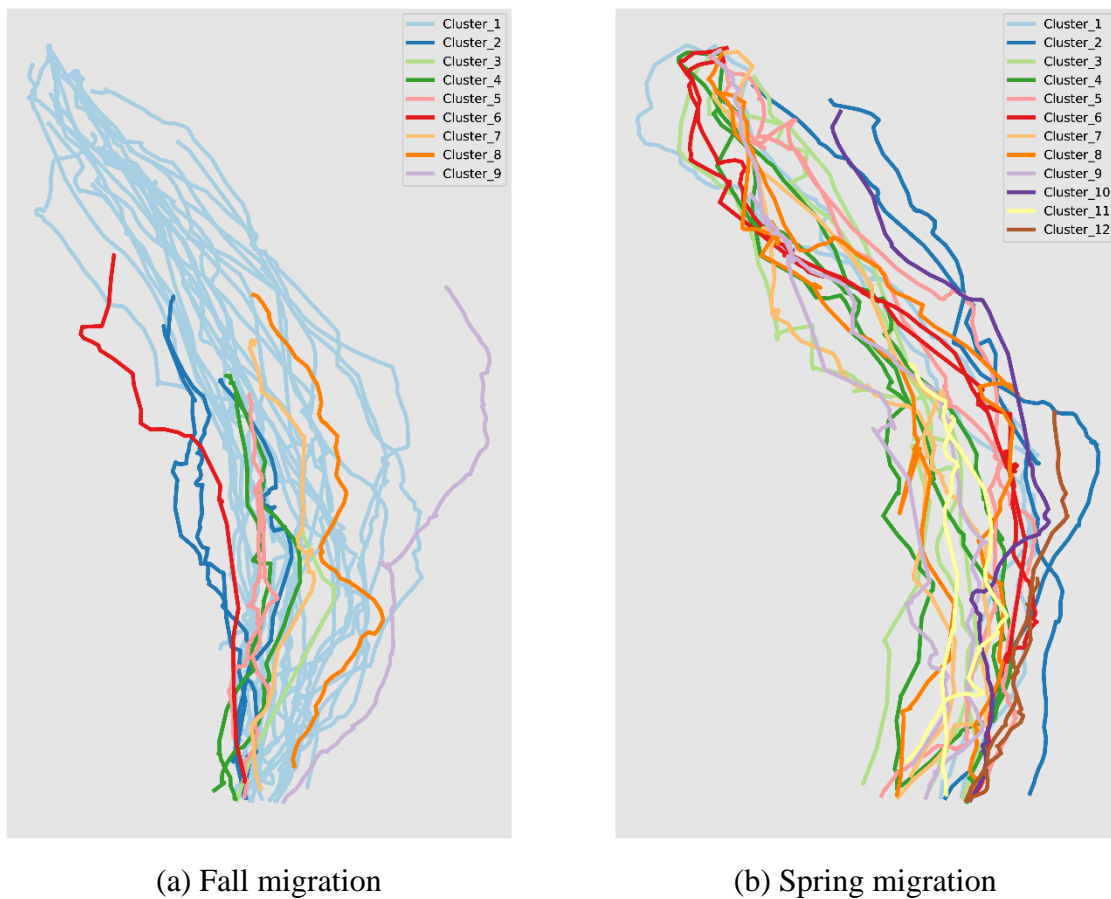 Cluster_1
Cluster_2
Cluster_3
Cluster_4
Cluster_5
Cluster_6
Cluster_7
Cluster_8
Cluster_9
Cluster_1
Cluster_2
Cluster_3
Cluster_4
Cluster_5
Cluster_6
Cluster_7
Cluster_8
Cluster_9
Cluster_10
Cluster_11
Cluster_12
(a) Fall migration
(b) Spring migration